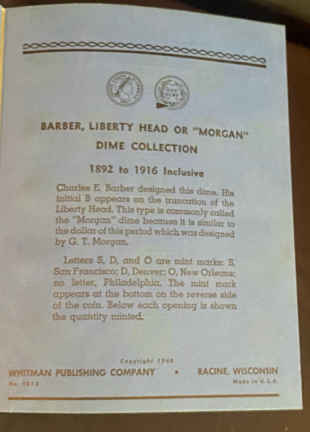 BARBER, LIBERTY HEAD OR "MORGAN"
DIME COLLECTION
1892 to 1916 Inclusive
Charles E. Barber designed this dime. His
initial B appears on the truncation of the
Liberty Head. This type is commonly called
the "Morgan" dime because it is similar to
the dollar of this period which was designed
by G. T. Morgan.
Letters S, D, and O are mint marks: S,
San Francisco; D, Denver; O, New Orleans;
no letter, Philadelphia. The mint mark
appears at the bottom on the reverse side
of the coin. Below each opening is shown
the quantity minted.
Copyright
WHITMAN PUBLISHING COMPANY • RACINE, WISCONSIN
No. Made in U.S.A.